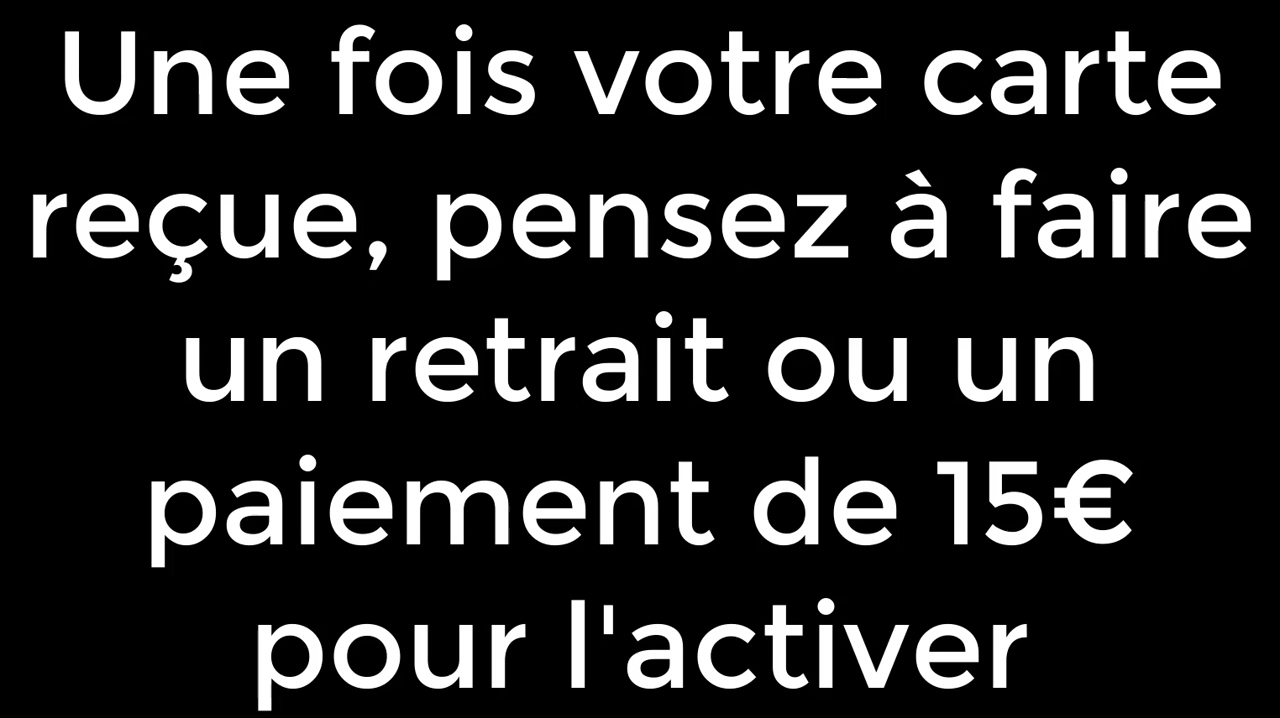 Une fois votre carte
reçue, pensez à faire
un retrait ou un
paiement de 15€
pour l'activer